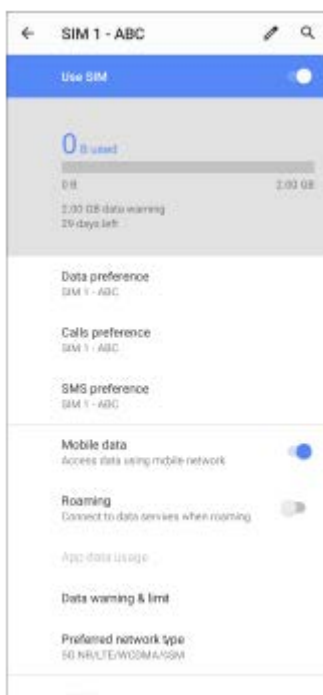 SIM 1 - ABC
Use SIM
0 B used
0 B 2.00 GB
2.00 GB data warning
29 days left
Data preference
SIM 1 - ABC
Calls preference
SIM 1 - ABC
SMS preference
SIM 1 - ABC
Mobile data
Access data using mobile network
Roaming
Connect to data services when roaming
App data usage
Data warning & limit
Preferred network type
5G NR/LTE/WCDMA/GSM